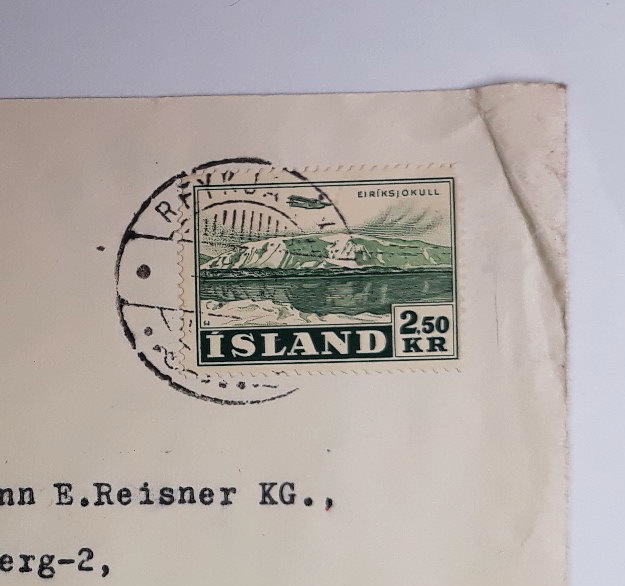 EIRÍKSJÖKULL
2,50
ÍSLAND KR
nn E.Reisner KG.,
erg-2,